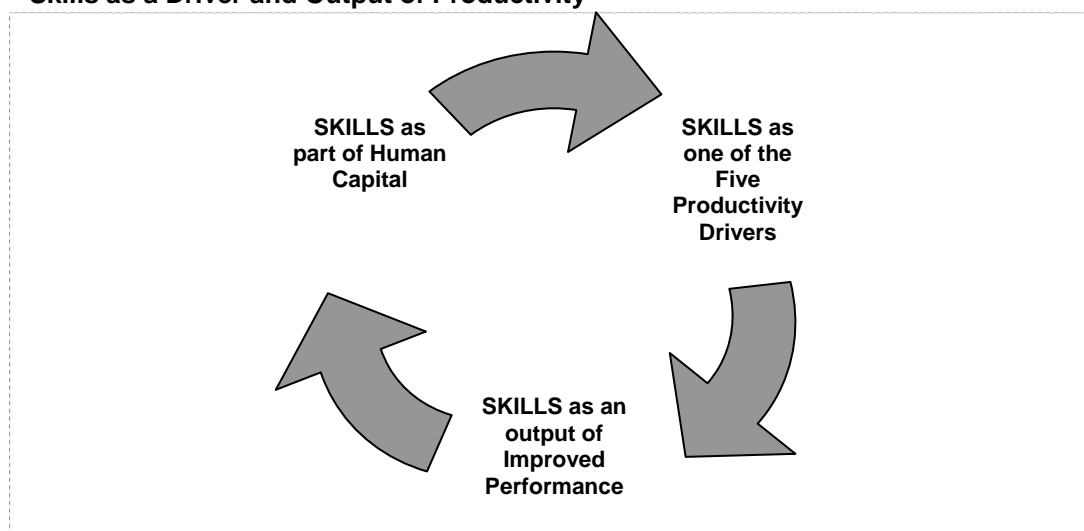 Skills as a Driver and Output of Productivity
SKILLS as
part of Human
Capital
SKILLS as
one of the
Five
Productivity
Drivers
SKILLS as an
output of
Improved
Performance